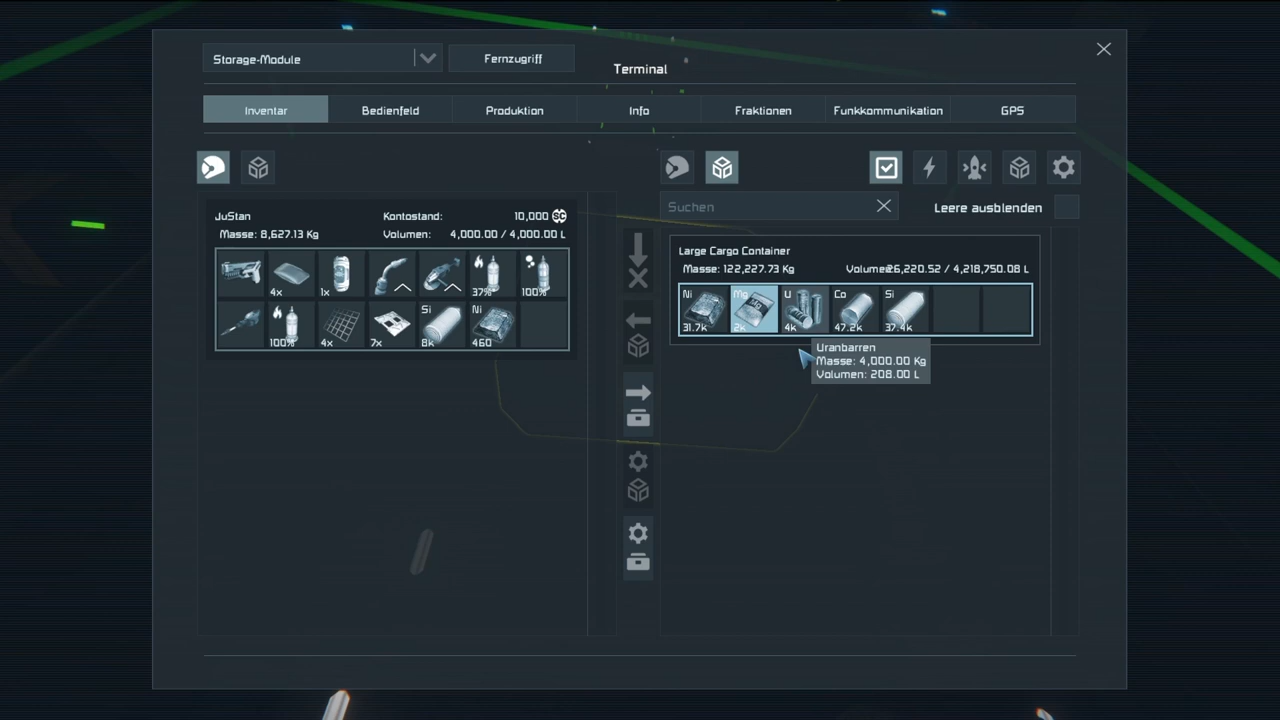 Storage-Module
Fernzugriff
Terminal
Inventar
Bedienfeld
Produktion
Info
Fraktionen
Funkkommunikation
GPS
Suchen
Leere ausblenden
JuStan
Kontostand: 10,000 SC
Masse: 8,627.13 Kg
Volumen: 4,000.00 / 4,000.00 L
4x
1x
37%
100%
100%
4x
7x
Si
8k
Ni
460
Large Cargo Container
Masse: 122,227.73 Kg
26,220.52 / 4,218,750.08 L
Ni
31.7k
Mg
2k
U
4k
Co
47.2k
Si
37.4k
Uranbarren
Masse: 4,000.00 Kg
Volumen: 208.00 L